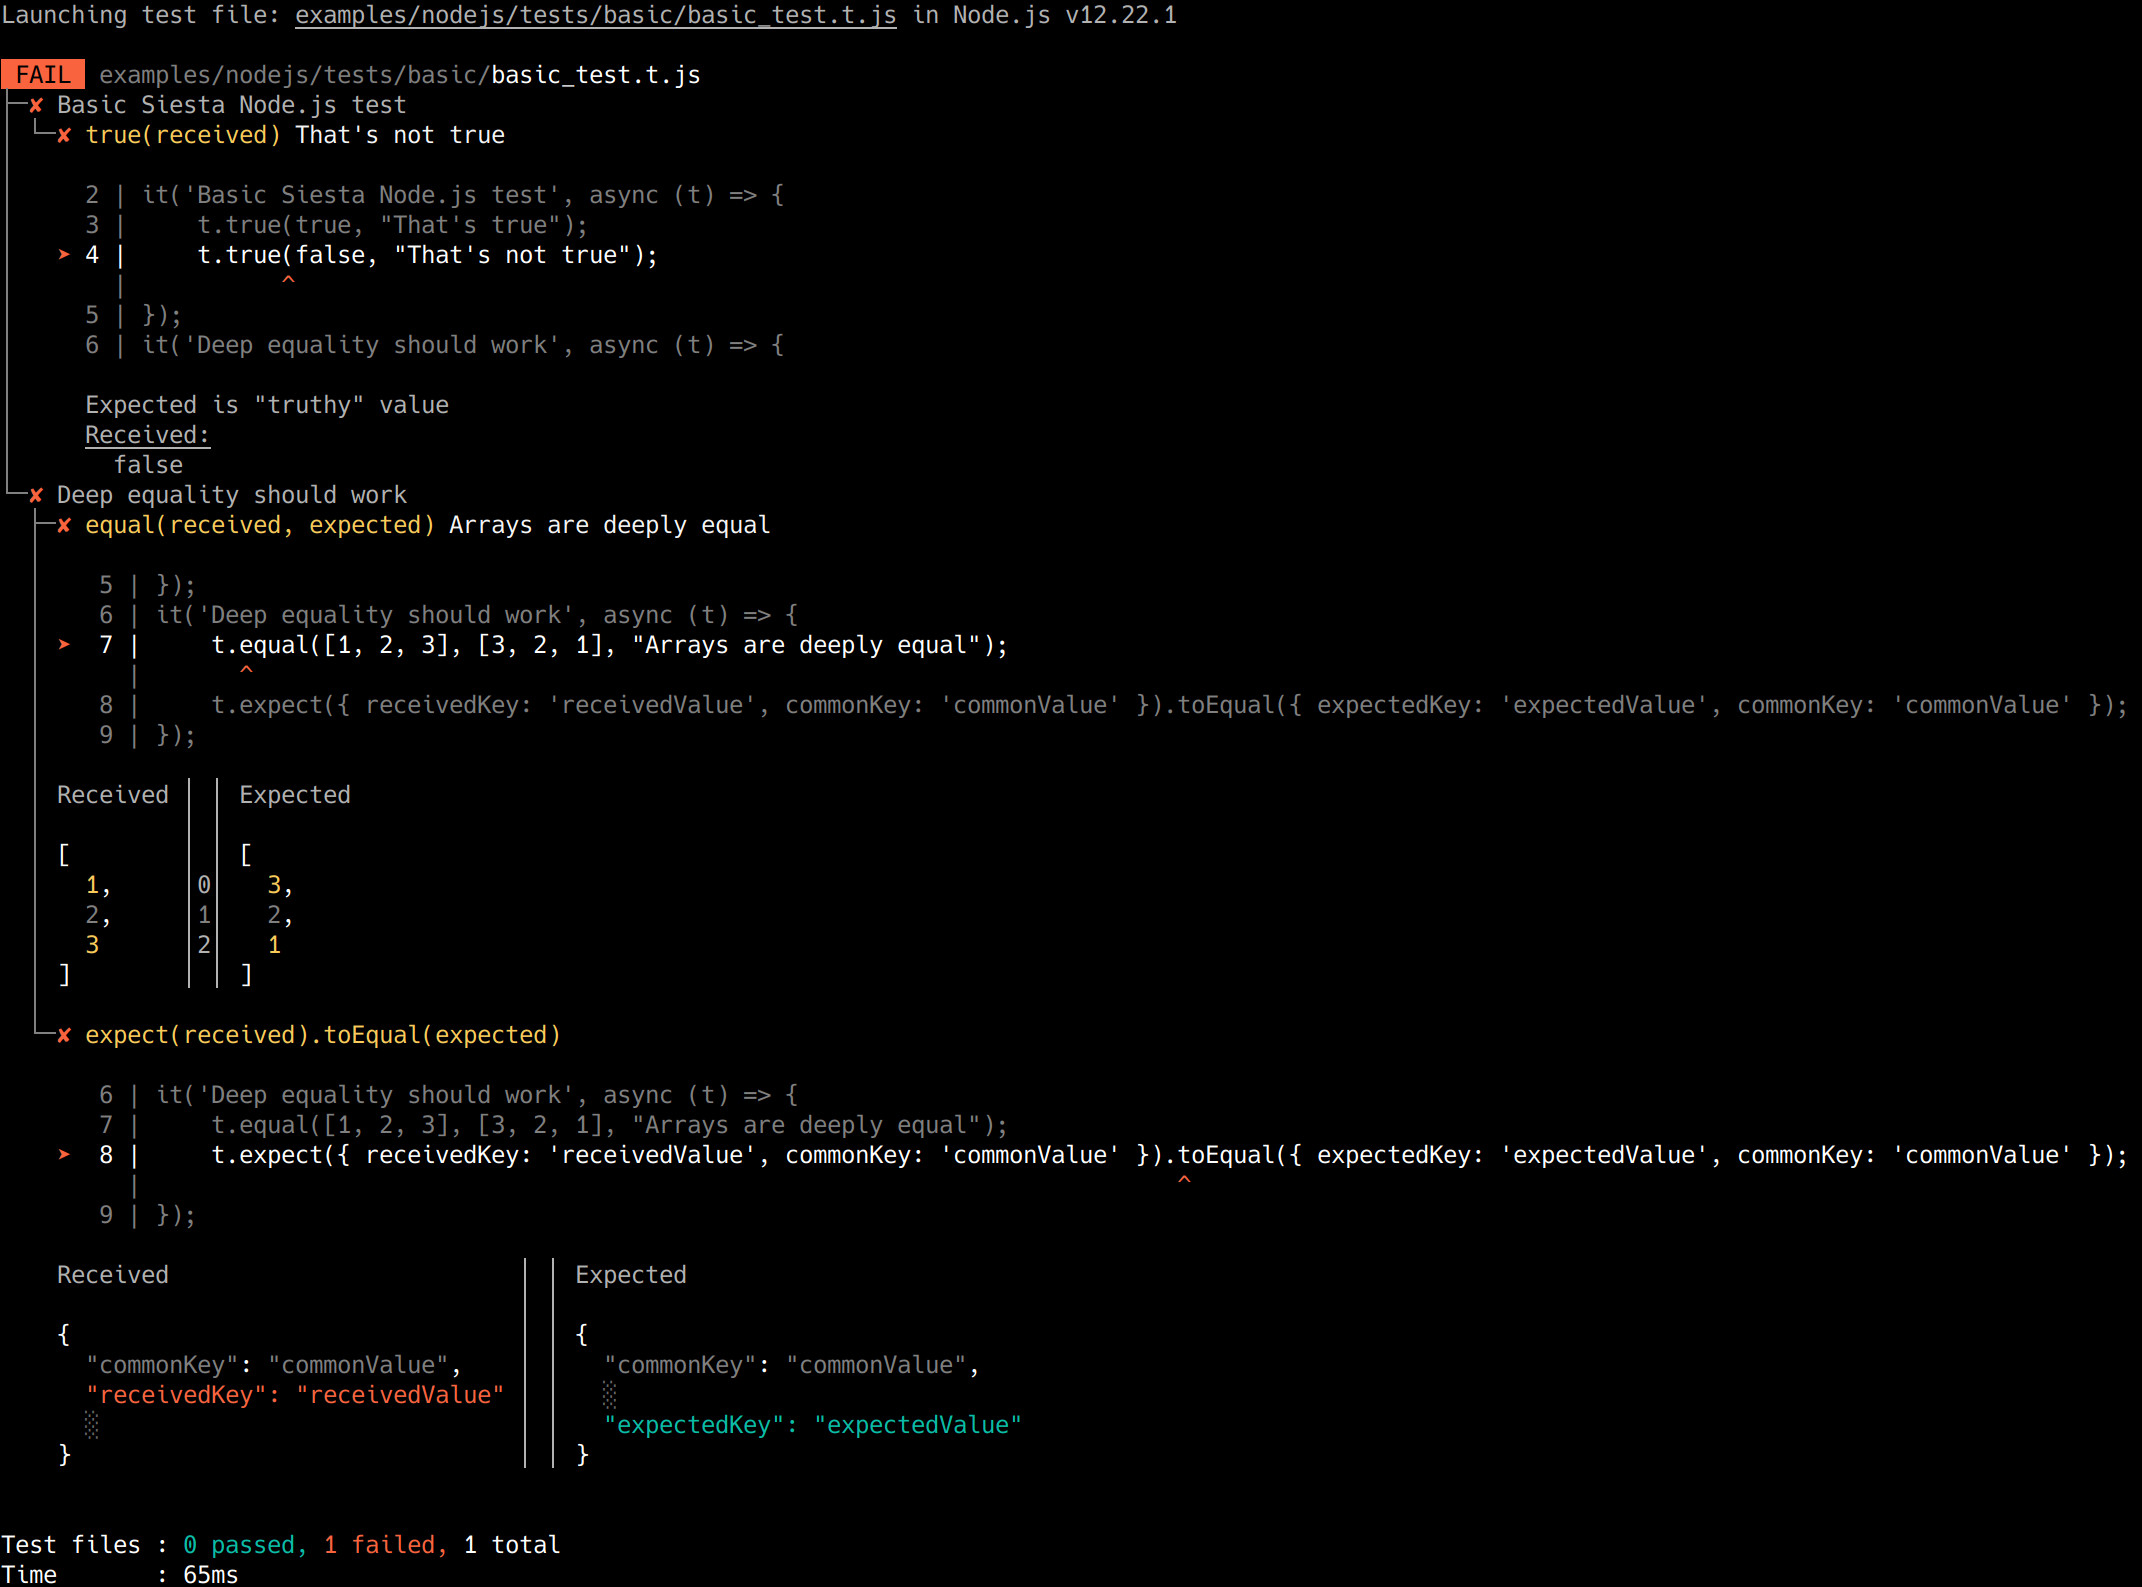 Launching test file: examples/nodejs/tests/basic/basic_test.t.js in Node.js v12.22.1
FAIL examples/nodejs/tests/basic/basic_test.t.js
✘ Basic Siesta Node.js test
✘ true(received) That's not true
2 | it('Basic Siesta Node.js test', async (t) => {
3 |     t.true(true, "That's true");
➤ 4 |     t.true(false, "That's not true");
|           ^
5 | });
6 | it('Deep equality should work', async (t) => {
Expected is "truthy" value
Received:
false
✘ Deep equality should work
✘ equal(received, expected) Arrays are deeply equal
5 | });
6 | it('Deep equality should work', async (t) => {
➤ 7 |     t.equal([1, 2, 3], [3, 2, 1], "Arrays are deeply equal");
|       ^
8 |     t.expect({ receivedKey: 'receivedValue', commonKey: 'commonValue' }).toEqual({ expectedKey: 'expectedValue', commonKey: 'commonValue' });
9 | });
Received │ │ Expected
[ │ │ [
1, │0│ 3,
2, │1│ 2,
3 │2│ 1
] │ │ ]
✘ expect(received).toEqual(expected)
6 | it('Deep equality should work', async (t) => {
7 |     t.equal([1, 2, 3], [3, 2, 1], "Arrays are deeply equal");
➤ 8 |     t.expect({ receivedKey: 'receivedValue', commonKey: 'commonValue' }).toEqual({ expectedKey: 'expectedValue', commonKey: 'commonValue' });
|                                                                          ^
9 | });
Received │ │ Expected
{ │ │ {
"commonKey": "commonValue", │ │ "commonKey": "commonValue",
"receivedKey": "receivedValue" │ │ ░
░ │ │ "expectedKey": "expectedValue"
} │ │ }
Test files : 0 passed, 1 failed, 1 total
Time       : 65ms